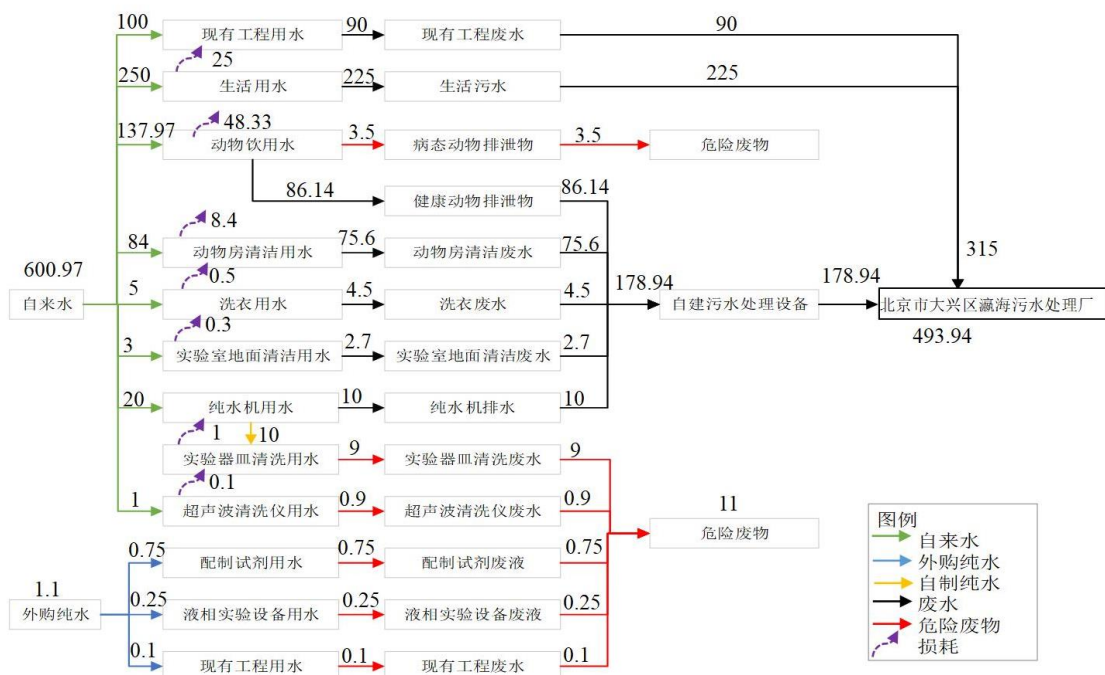 100
现有工程用水
90
现有工程废水
90
25
250
生活用水
225
生活污水
225
48.33
137.97
动物饮用水
3.5
病态动物排泄物
3.5
危险废物
86.14
健康动物排泄物
86.14
8.4
84
动物房清洁用水
75.6
动物房清洁废水
75.6
315
600.97
自来水
0.5
5
洗衣用水
4.5
洗衣废水
4.5
178.94
自建污水处理设备
178.94
北京市大兴区瀛海污水处理厂
493.94
0.3
3
实验室地面清洁用水
2.7
实验室地面清洁废水
2.7
20
纯水机用水
10
纯水机排水
10
1
10
实验器皿清洗用水
9
实验器皿清洗废水
9
0.1
1
超声波清洗仪用水
0.9
超声波清洗仪废水
0.9
11
危险废物
0.75
配制试剂用水
0.75
配制试剂废液
0.75
1.1
外购纯水
0.25
液相实验设备用水
0.25
液相实验设备废液
0.25
0.1
现有工程用水
0.1
现有工程废水
0.1
图例
自来水
外购纯水
自制纯水
废水
危险废物
损耗